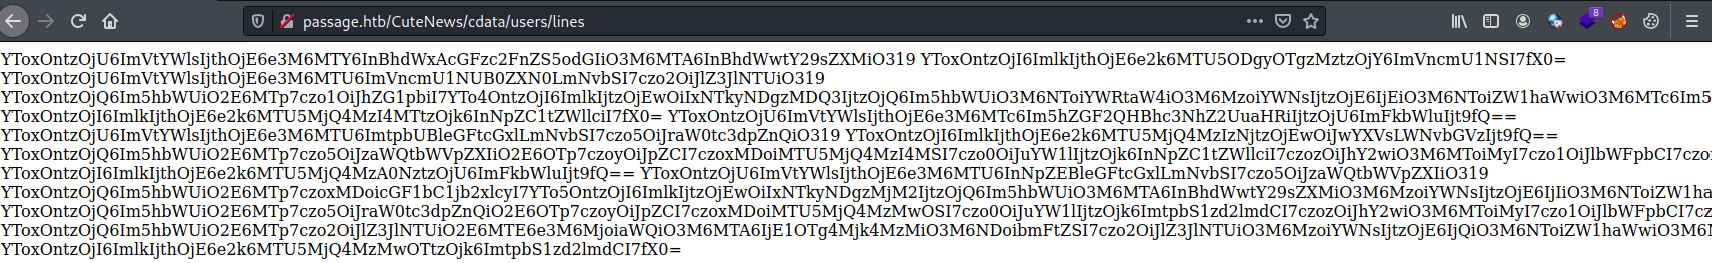 passage.htb/CuteNews/cdata/users/lines
8
YToxOntzOjU6ImVtYWlsIjthOjE6e3M6MTY6InBhdWxAcGFzc2FnZS5odGIiO3M6MTA6InBhdWwtY29sZXMiO319 YToxOntzOjI6ImlkIjthOjE6e2k6MTU5ODgyOTgzMztzOjY6ImVncmU1NSI7fX0=
YToxOntzOjU6ImVtYWlsIjthOjE6e3M6MTU6ImVncmU1NUB0ZXN0LmNvbSI7czo2OiJlZ3JlNTUiO319
YToxOntzOjQ6Im5hbWUiO2E6MTp7czo1OiJhZG1pbiI7YTo4OntzOjI6ImlkIjtzOjEwOiIxNTkyNDgzMDQ3IjtzOjQ6Im5hbWUiO3M6NToiYWRtaW4iO3M6MzoiYWNsIjtzOjE6IjEiO3M6NToiZW1haWwiO3M6MTc6Im5
YToxOntzOjI6ImlkIjthOjE6e2k6MTU5MjQ4MzI4MTtzOjk6InNpZC1tZWllciI7fX0= YToxOntzOjU6ImVtYWlsIjthOjE6e3M6MTc6Im5hZGF2QHBhc3NhZ2UuaHRiIjtzOjU6ImFkbWluIjt9fQ==
YToxOntzOjU6ImVtYWlsIjthOjE6e3M6MTU6ImtpbUBleGFtcGxlLmNvbSI7czo5OiJraW0tc3dpZnQiO319 YToxOntzOjI6ImlkIjthOjE6e2k6MTU5MjQ4MzIzNjtzOjEwOiJwYXVsLWNvbGVzIjt9fQ==
YToxOntzOjQ6Im5hbWUiO2E6MTp7czo5OiJzaWQtbWVpZXIiO2E6OTp7czoyOiJpZCI7czoxMDoiMTU5MjQ4MzI4MSI7czo0OiJuYW1lIjtzOjk6InNpZC1tZWllciI7czozOiJhY2wiO3M6MToiMyI7czo1OiJlbWFpbCI7czo
YToxOntzOjI6ImlkIjthOjE6e2k6MTU5MjQ4MzA0NztzOjU6ImFkbWluIjt9fQ== YToxOntzOjU6ImVtYWlsIjthOjE6e3M6MTU6InNpZEBleGFtcGxlLmNvbSI7czo5OiJzaWQtbWVpZXIiO319
YToxOntzOjQ6Im5hbWUiO2E6MTp7czoxMDoicGF1bC1jb2xlcyI7YTo5OntzOjI6ImlkIjtzOjEwOiIxNTkyNDgzMjM2IjtzOjQ6Im5hbWUiO3M6MTA6InBhdWwtY29sZXMiO3M6MzoiYWNsIjtzOjE6IjIiO3M6NToiZW1ha
YToxOntzOjQ6Im5hbWUiO2E6MTp7czo5OiJraW0tc3dpZnQiO2E6OTp7czoyOiJpZCI7czoxMDoiMTU5MjQ4MzMwOSI7czo0OiJuYW1lIjtzOjk6ImtpbS1zd2lmdCI7czozOiJhY2wiO3M6MToiMyI7czo1OiJlbWFpbCI7cz
YToxOntzOjQ6Im5hbWUiO2E6MTp7czo2OiJlZ3JlNTUiO2E6MTE6e3M6MjoiaWQiO3M6MTA6IjE1OTg4Mjk4MzMiO3M6NDoibmFtZSI7czo2OiJlZ3JlNTUiO3M6MzoiYWNsIjtzOjE6IjQiO3M6NToiZW1haWwiO3M6M
YToxOntzOjI6ImlkIjthOjE6e2k6MTU5MjQ4MzMwOTtzOjk6ImtpbS1zd2lmdCI7fX0=